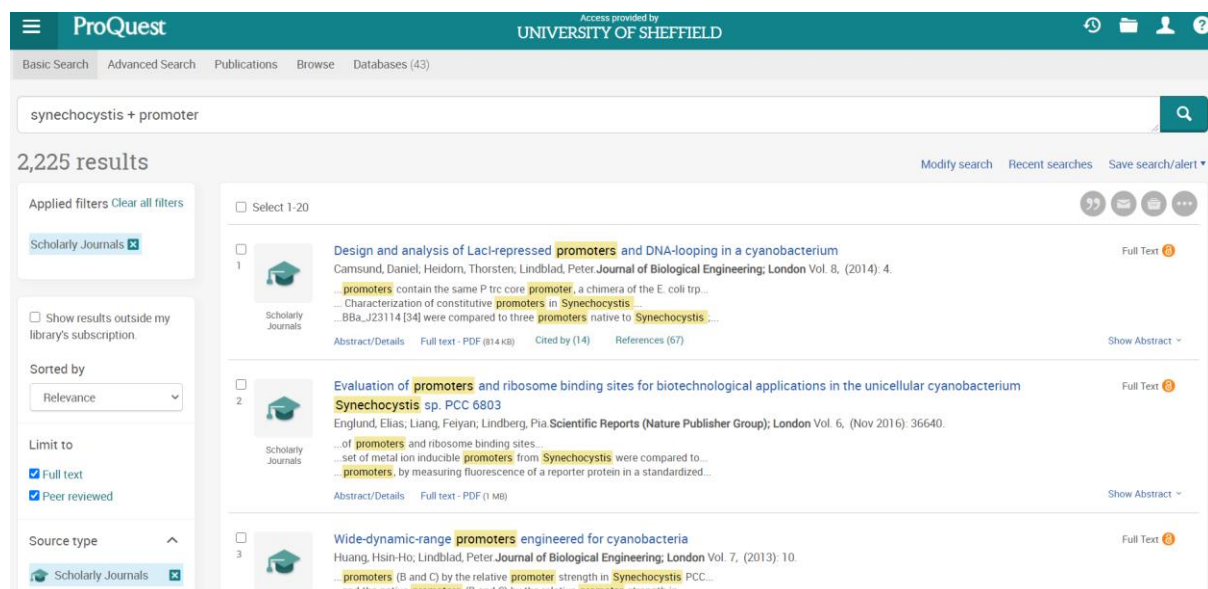 ProQuest
Access provided by
UNIVERSITY OF SHEFFIELD
Basic Search Advanced Search Publications Browse Databases (43)
synechocystis + promoter
2,225 results
Modify search Recent searches Save search/alert
Applied filters Clear all filters
Scholarly Journals
Show results outside my
library's subscription.
Sorted by
Relevance
Limit to
Full text
Peer reviewed
Source type
Scholarly Journals
Select 1-20
1
Scholarly
Journals
Design and analysis of LacI-repressed promoters and DNA-looping in a cyanobacterium
Full Text
Camsund, Daniel; Heidorn, Thorsten; Lindblad, Peter. Journal of Biological Engineering; London Vol. 8, (2014): 4.
...promoters contain the same P trc core promoter, a chimera of the E. coli trp...
... Characterization of constitutive promoters in Synechocystis ...
...BBa_J23114 [34] were compared to three promoters native to Synechocystis ;...
Abstract/Details Full text - PDF (814 KB) Cited by (14) References (67)
Show Abstract
2
Scholarly
Journals
Evaluation of promoters and ribosome binding sites for biotechnological applications in the unicellular cyanobacterium
Synechocystis sp. PCC 6803
Full Text
Englund, Elias; Liang, Feiyan; Lindberg, Pia. Scientific Reports (Nature Publisher Group); London Vol. 6, (Nov 2016): 36640.
...of promoters and ribosome binding sites...
...set of metal ion inducible promoters from Synechocystis were compared to...
...promoters, by measuring fluorescence of a reporter protein in a standardized...
Abstract/Details Full text - PDF (1 MB)
Show Abstract
3
Wide-dynamic-range promoters engineered for cyanobacteria
Full Text
Huang, Hsin-Ho; Lindblad, Peter. Journal of Biological Engineering; London Vol. 7, (2013): 10.
...promoters (B and C) by the relative promoter strength in Synechocystis PCC...